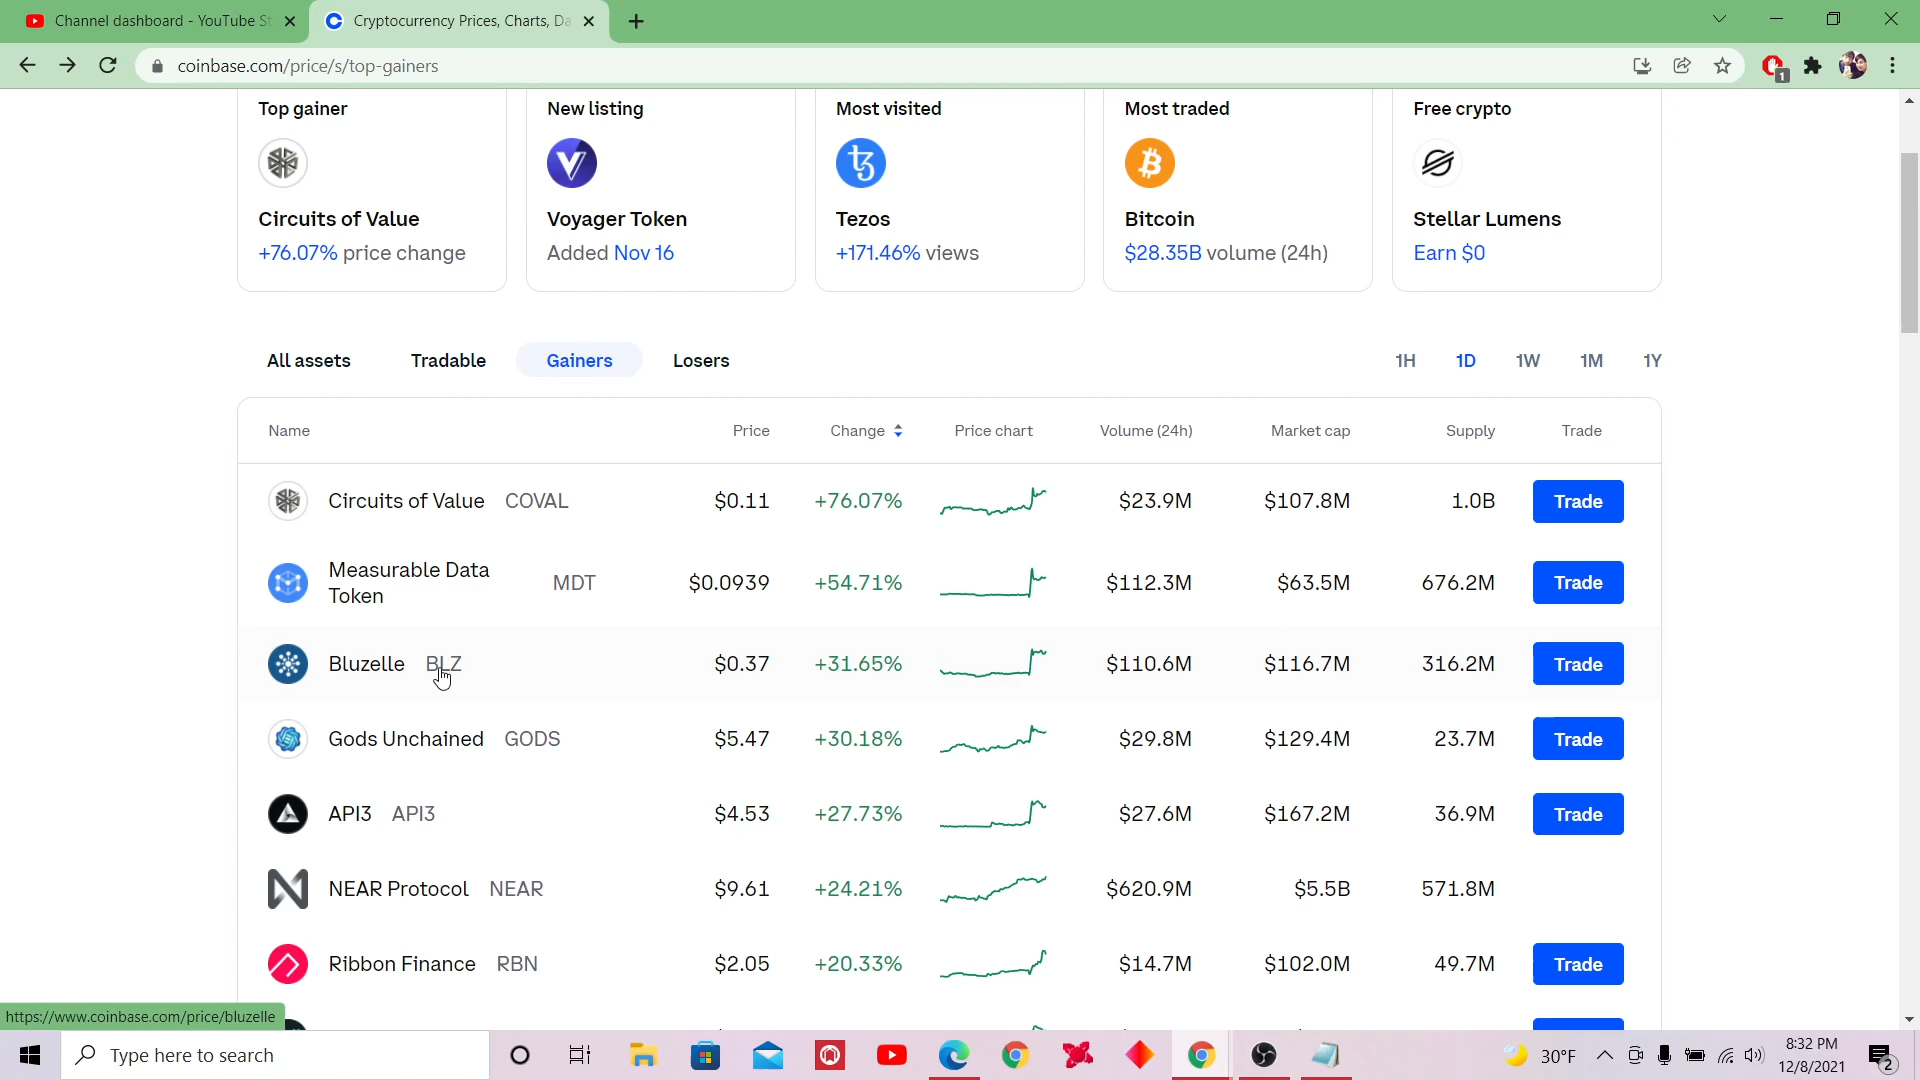 Channel dashboard - YouTube St
Cryptocurrency Prices, Charts, Da
coinbase.com/price/s/top-gainers
1
Top gainer
New listing
Most visited
Most traded
Free crypto
Circuits of Value
Voyager Token
Tezos
Bitcoin
Stellar Lumens
+76.07% price change
Added Nov 16
+171.46% views
$28.35B volume (24h)
Earn $0
All assets
Tradable
Gainers
Losers
1H
1D
1W
1M
1Y
Name
Price
Change
Price chart
Volume (24h)
Market cap
Supply
Trade
Circuits of Value COVAL $0.11 +76.07% $23.9M $107.8M 1.0B Trade
Measurable Data
Token
MDT $0.0939 +54.71% $112.3M $63.5M 676.2M Trade
Bluzelle BLZ $0.37 +31.65% $110.6M $116.7M 316.2M Trade
Gods Unchained GODS $5.47 +30.18% $29.8M $129.4M 23.7M Trade
API3 API3 $4.53 +27.73% $27.6M $167.2M 36.9M Trade
NEAR Protocol NEAR $9.61 +24.21% $620.9M $5.5B 571.8M
Ribbon Finance RBN $2.05 +20.33% $14.7M $102.0M 49.7M Trade
https://www.coinbase.com/price/bluzelle
Type here to search
30°F
8:32 PM
12/8/2021
2